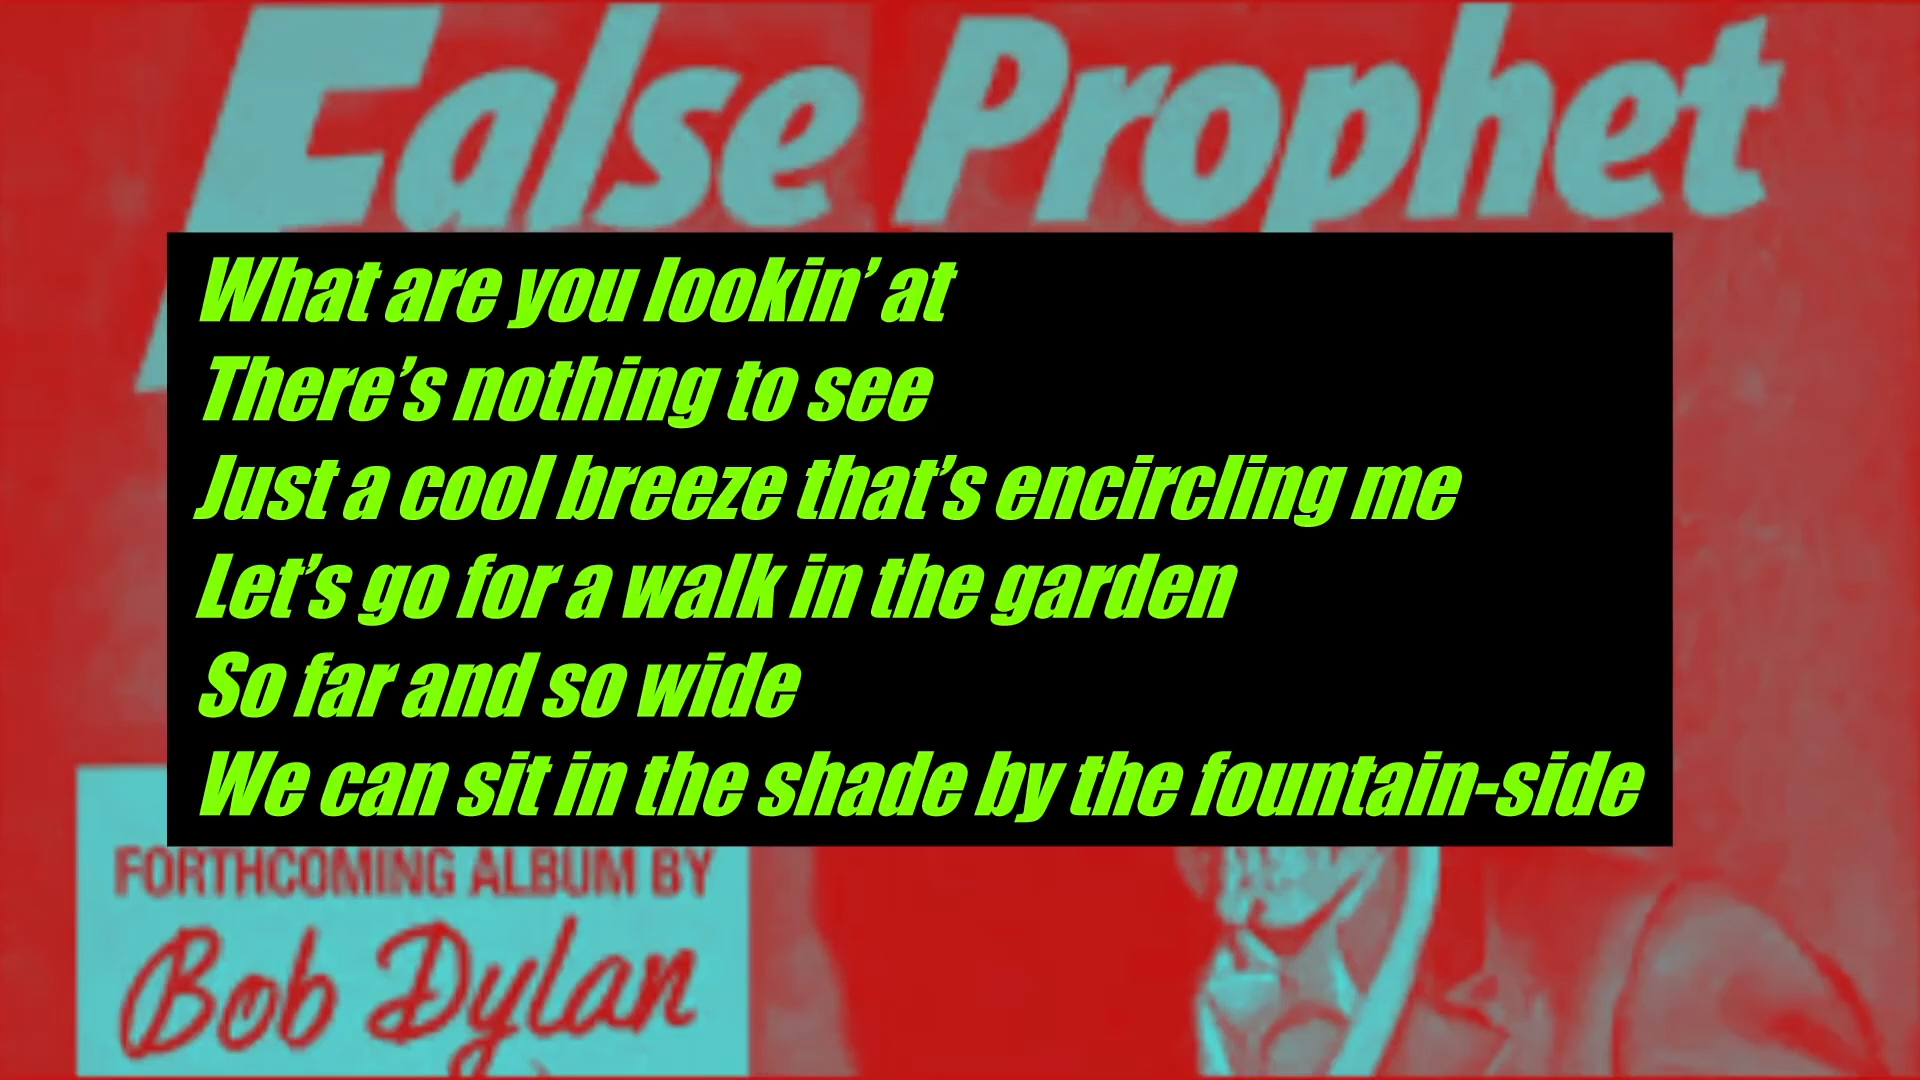 False Prophet
What are you lookin’ at
There’s nothing to see
Just a cool breeze that’s encircling me
Let’s go for a walk in the garden
So far and so wide
We can sit in the shade by the fountain-side
FORTHCOMING ALBUM BY
Bob Dylan